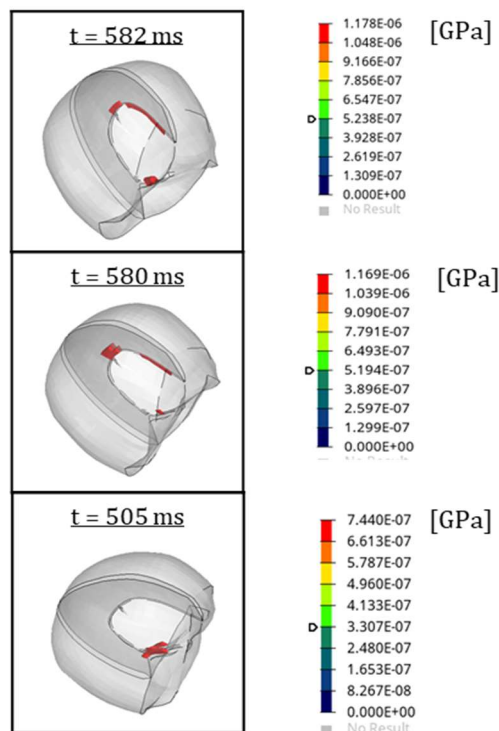 t = 582 ms
[GPa]
1.178E-06
1.048E-06
9.166E-07
7.856E-07
6.547E-07
5.238E-07
3.928E-07
2.619E-07
1.309E-07
0.000E+00
No Result
t = 580 ms
[GPa]
1.169E-06
1.039E-06
9.090E-07
7.791E-07
6.493E-07
5.194E-07
3.896E-07
2.597E-07
1.299E-07
0.000E+00
t = 505 ms
[GPa]
7.440E-07
6.613E-07
5.787E-07
4.960E-07
4.133E-07
3.307E-07
2.480E-07
1.653E-07
8.267E-08
0.000E+00
No Result